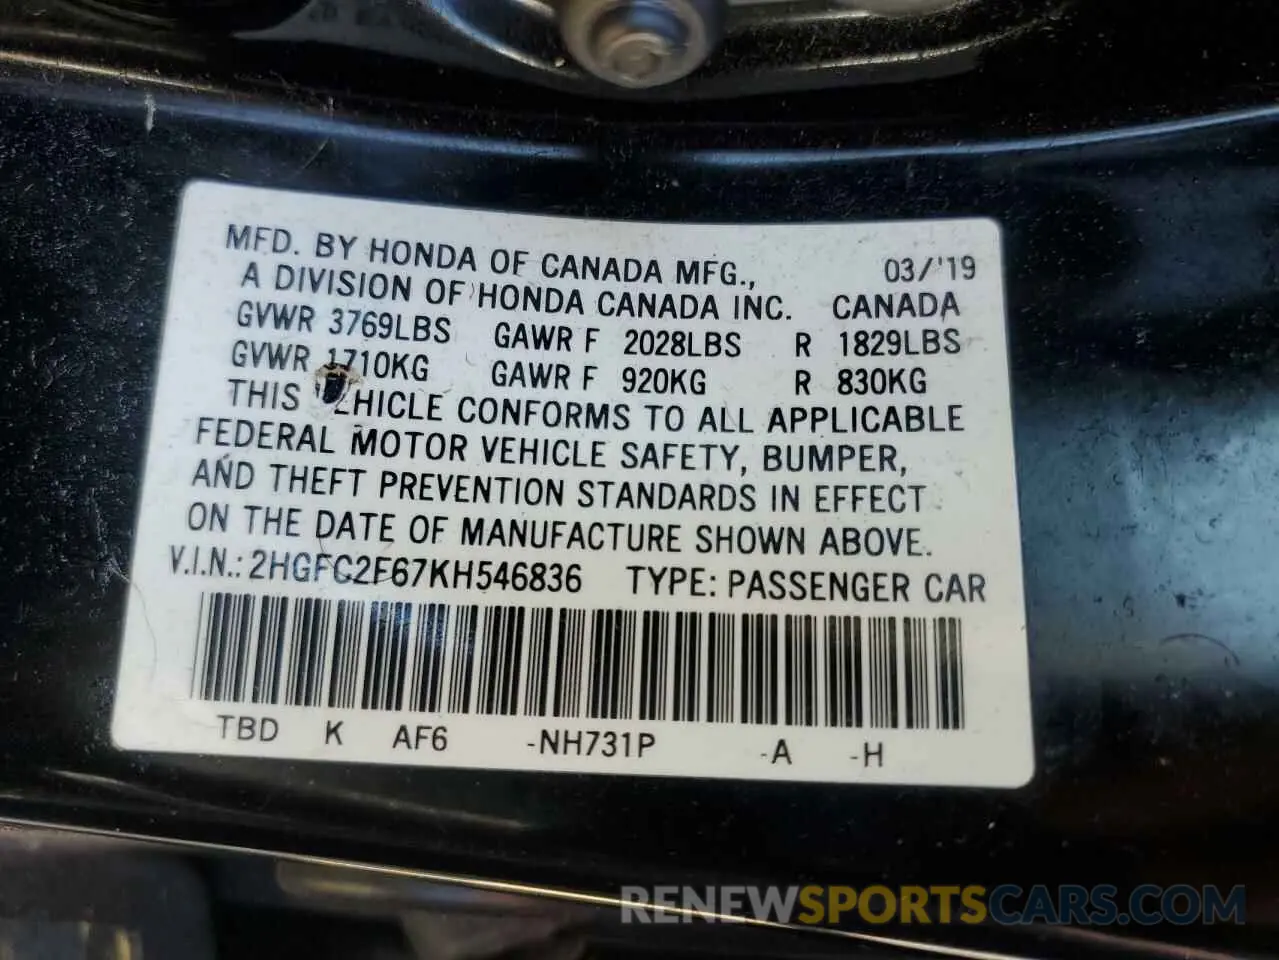 MFD. BY HONDA OF CANADA MFG., 03/'19
A DIVISION OF HONDA CANADA INC. CANADA
GVWR 3769LBS GAWR F 2028LBS R 1829LBS
GVWR 1710KG GAWR F 920KG R 830KG
THIS VEHICLE CONFORMS TO ALL APPLICABLE
FEDERAL MOTOR VEHICLE SAFETY, BUMPER,
AND THEFT PREVENTION STANDARDS IN EFFECT
ON THE DATE OF MANUFACTURE SHOWN ABOVE.
V.I.N.: 2HGFC2F67KH546836 TYPE: PASSENGER CAR
TBD K AF6 -NH731P -A -H
RENEWSPORTSCARS.COM